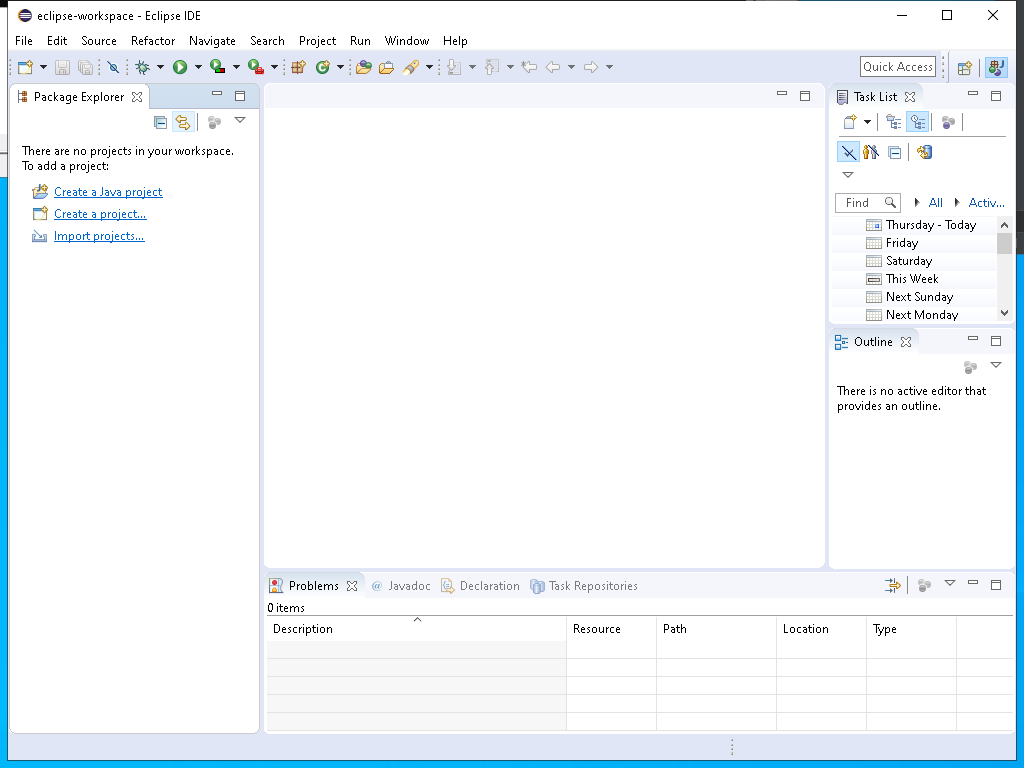 eclipse-workspace - Eclipse IDE
File Edit Source Refactor Navigate Search Project Run Window Help
Quick Access
Package Explorer
There are no projects in your workspace.
To add a project:
Create a Java project
Create a project...
Import projects...
Task List
Find All Activ...
Thursday - Today
Friday
Saturday
This Week
Next Sunday
Next Monday
Outline
There is no active editor that
provides an outline.
Problems @ Javadoc Declaration Task Repositories
0 items
Description Resource Path Location Type